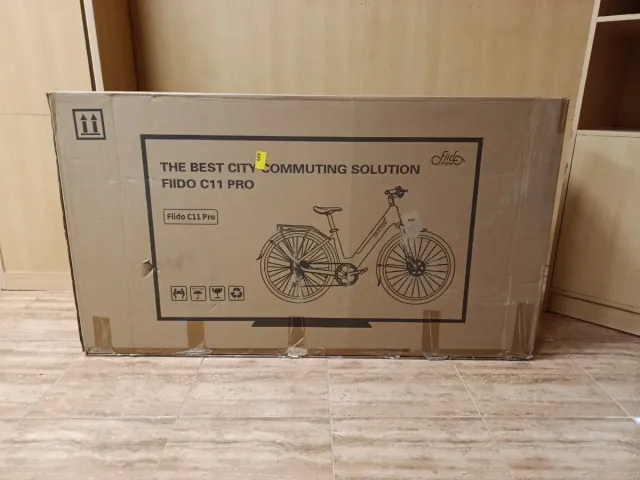 THE BEST CITY COMMUTING SOLUTION
FIIDO C11 PRO
Fiido
Fiido C11 Pro